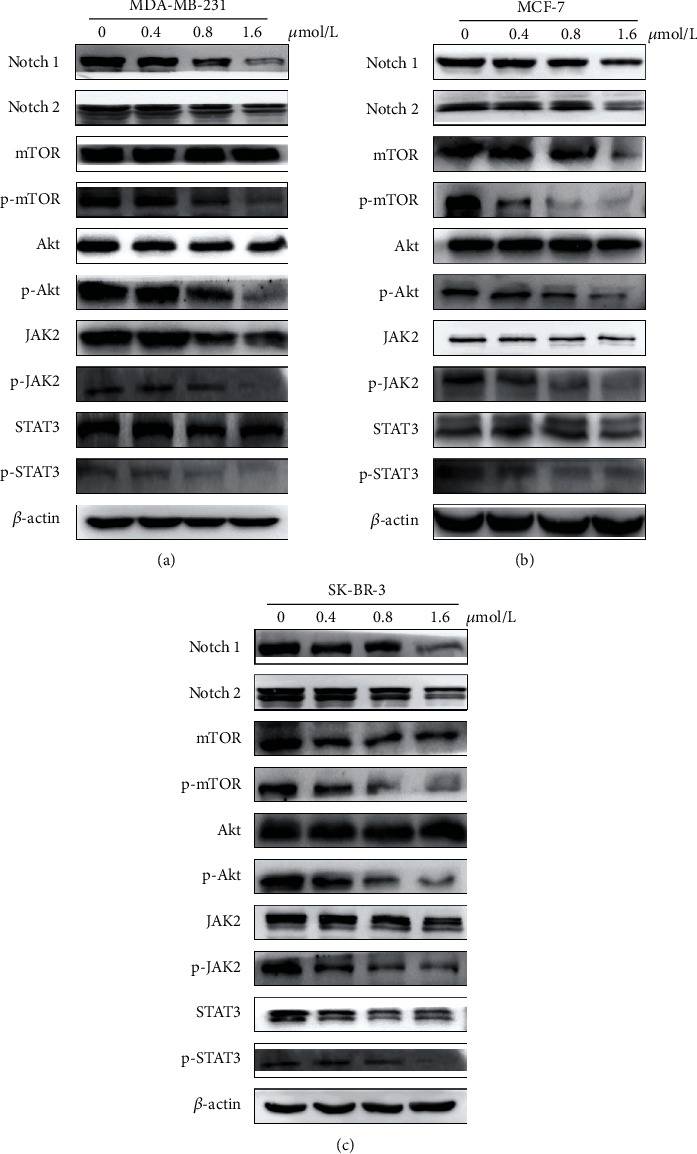 MDA-MB-231
0 0.4 0.8 1.6 μmol/L
Notch 1
Notch 2
mTOR
p-mTOR
Akt
p-Akt
JAK2
p-JAK2
STAT3
p-STAT3
β-actin
(a)
MCF-7
0 0.4 0.8 1.6 μmol/L
Notch 1
Notch 2
mTOR
p-mTOR
Akt
p-Akt
JAK2
p-JAK2
STAT3
p-STAT3
β-actin
(b)
SK-BR-3
0 0.4 0.8 1.6 μmol/L
Notch 1
Notch 2
mTOR
p-mTOR
Akt
p-Akt
JAK2
p-JAK2
STAT3
p-STAT3
β-actin
(c)